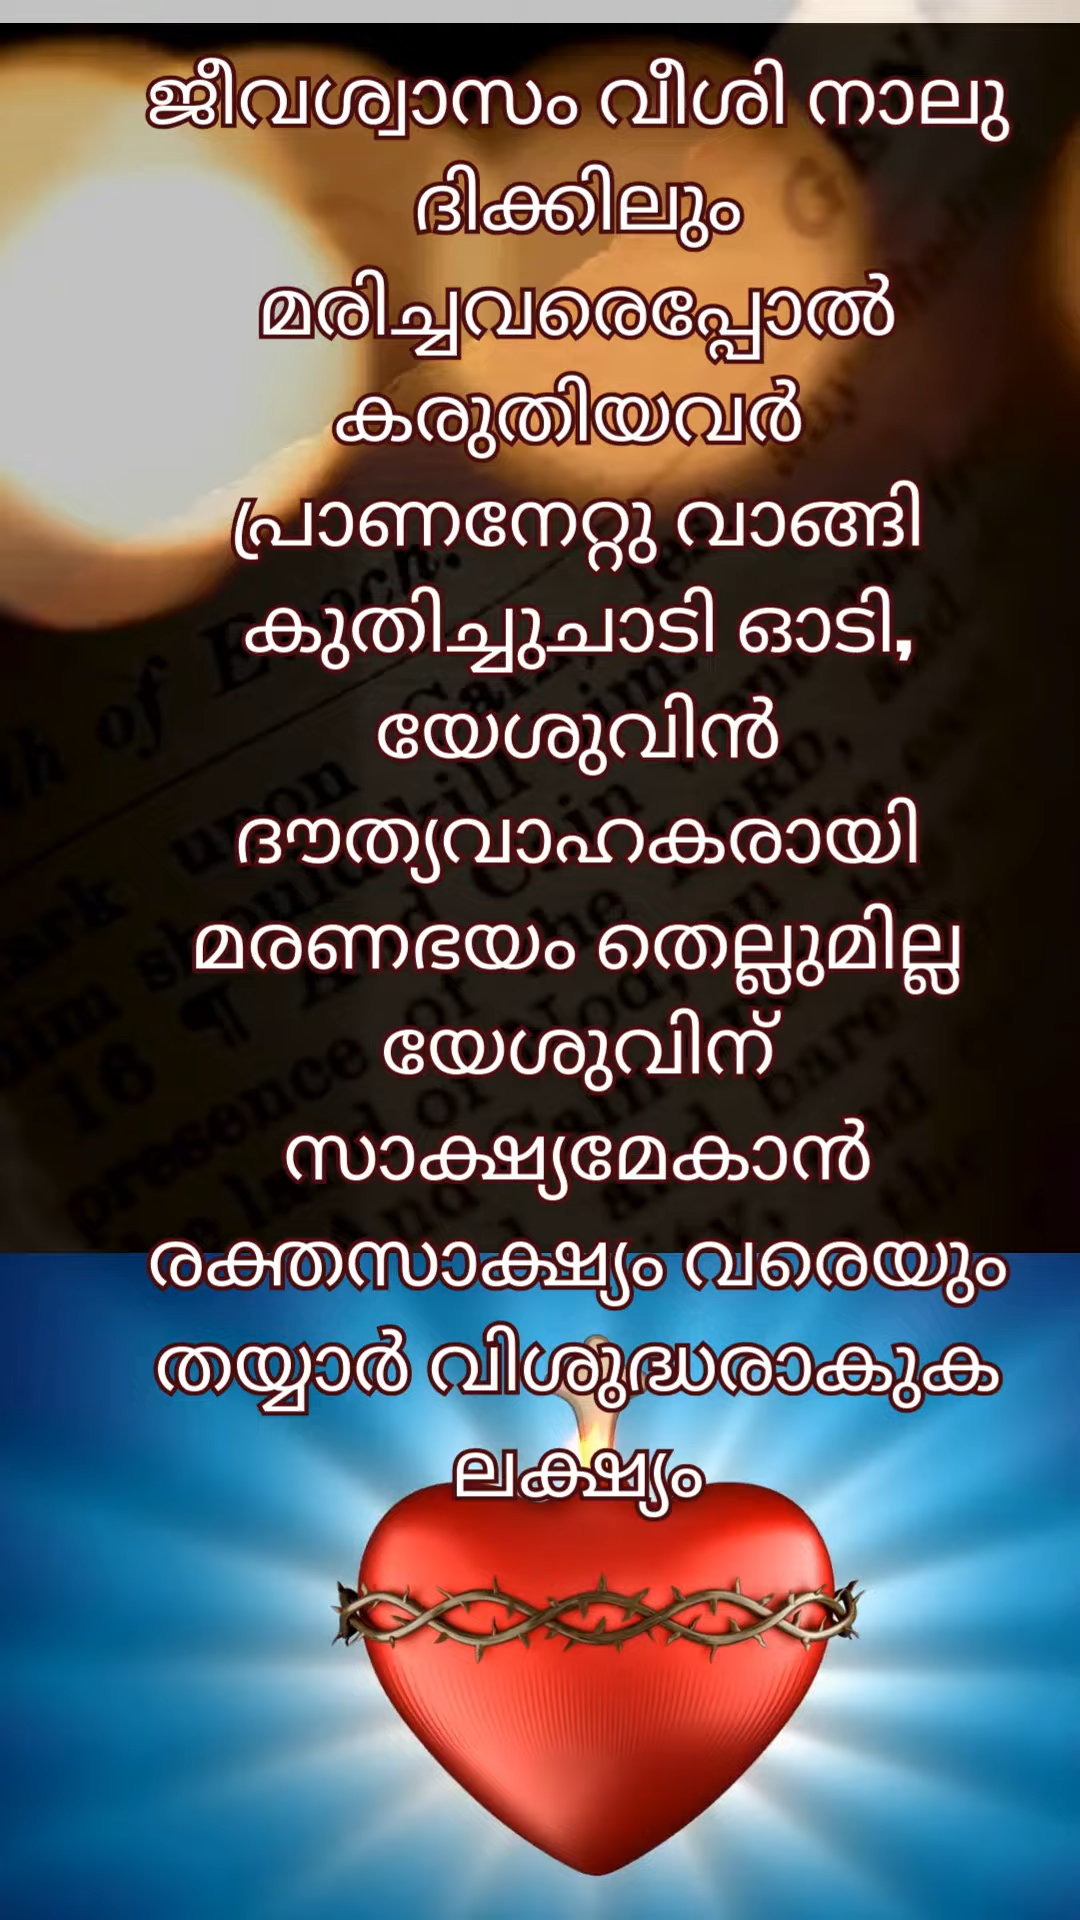 ജീവശ്വാസം വീശി നാലു
ദിക്കിലും
മരിച്ചവരെപ്പോൽ
കരുതിയവർ
പ്രാണനേറ്റു വാങ്ങി
കുതിച്ചുചാടി ഓടി,
യേശുവിൻ
ദൗത്യവാഹകരായി
മരണഭയം തെല്ലുമില്ല
യേശുവിന്
സാക്ഷ്യമേകാൻ
രക്തസാക്ഷ്യം വരെയും
തയ്യാർ വിശുദ്ധരാകുക
ലക്ഷ്യം